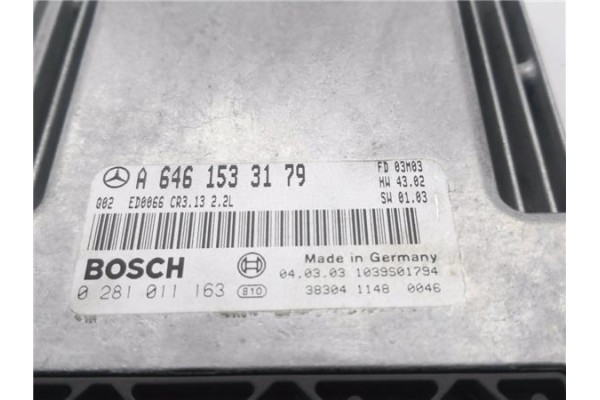 A 646 153 31 79
FD 03M03
HW 43.02
SW 01.03
Q02 ED0066 CR3.13 2.2L
BOSCH
Made in Germany
04.03.03 1039S01794
0 281 011 163 810
38304 1148 0046